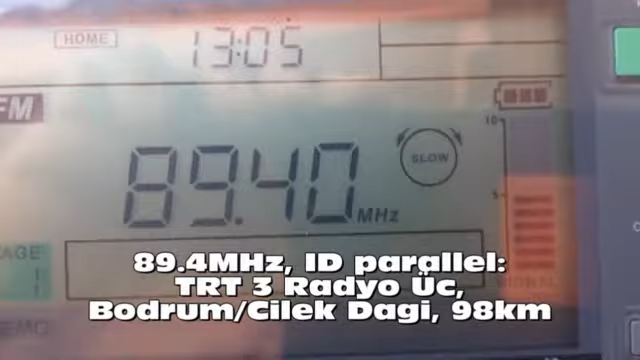 HOME 13:05
FM
10
SLOW
89.40 MHz
5
89.4MHz, ID parallel:
TRT 3 Radyo Üc,
Bodrum/Cilek Dagi, 98km